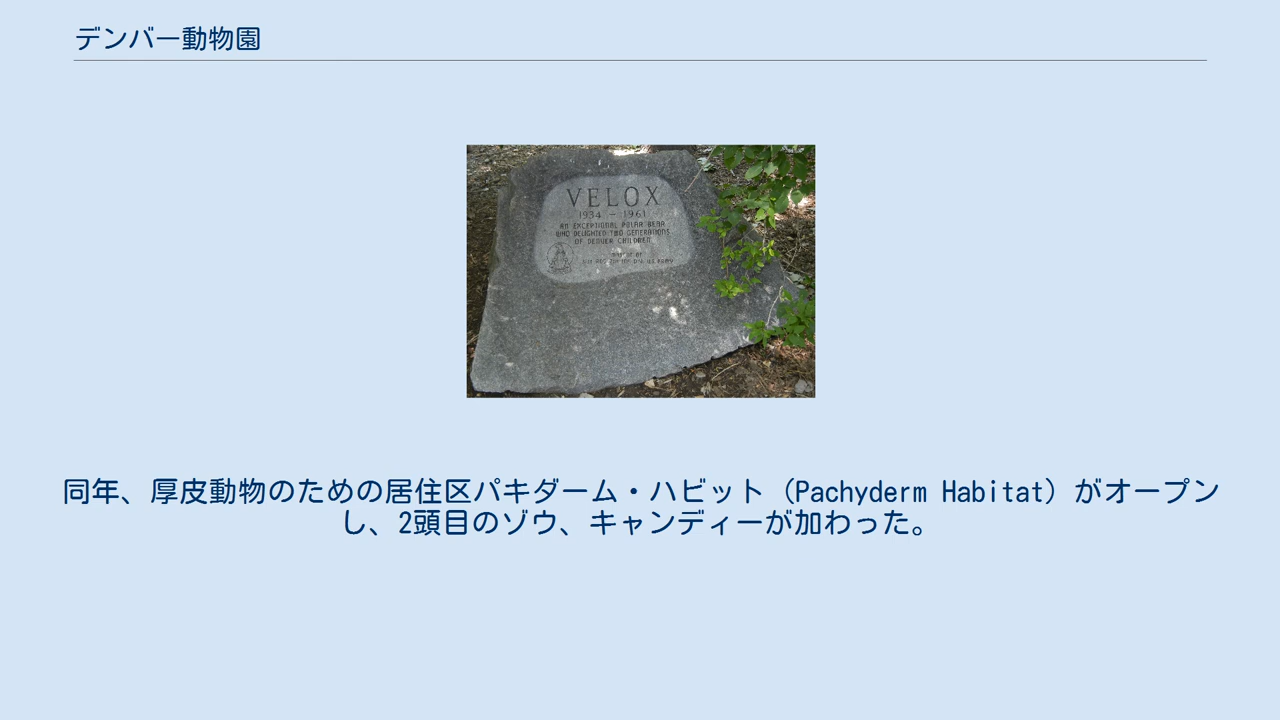 デンバー動物園
VELOX
1934 - 1961
AN EXCEPTIONAL POLAR BEAR
WHO DELIGHTED TWO GENERATIONS
OF DENVER CHILDREN
同年、厚皮動物のための居住区パキダーム・ハビット（Pachyderm Habitat）がオープン
し、2頭目のゾウ、キャンディーが加わった。